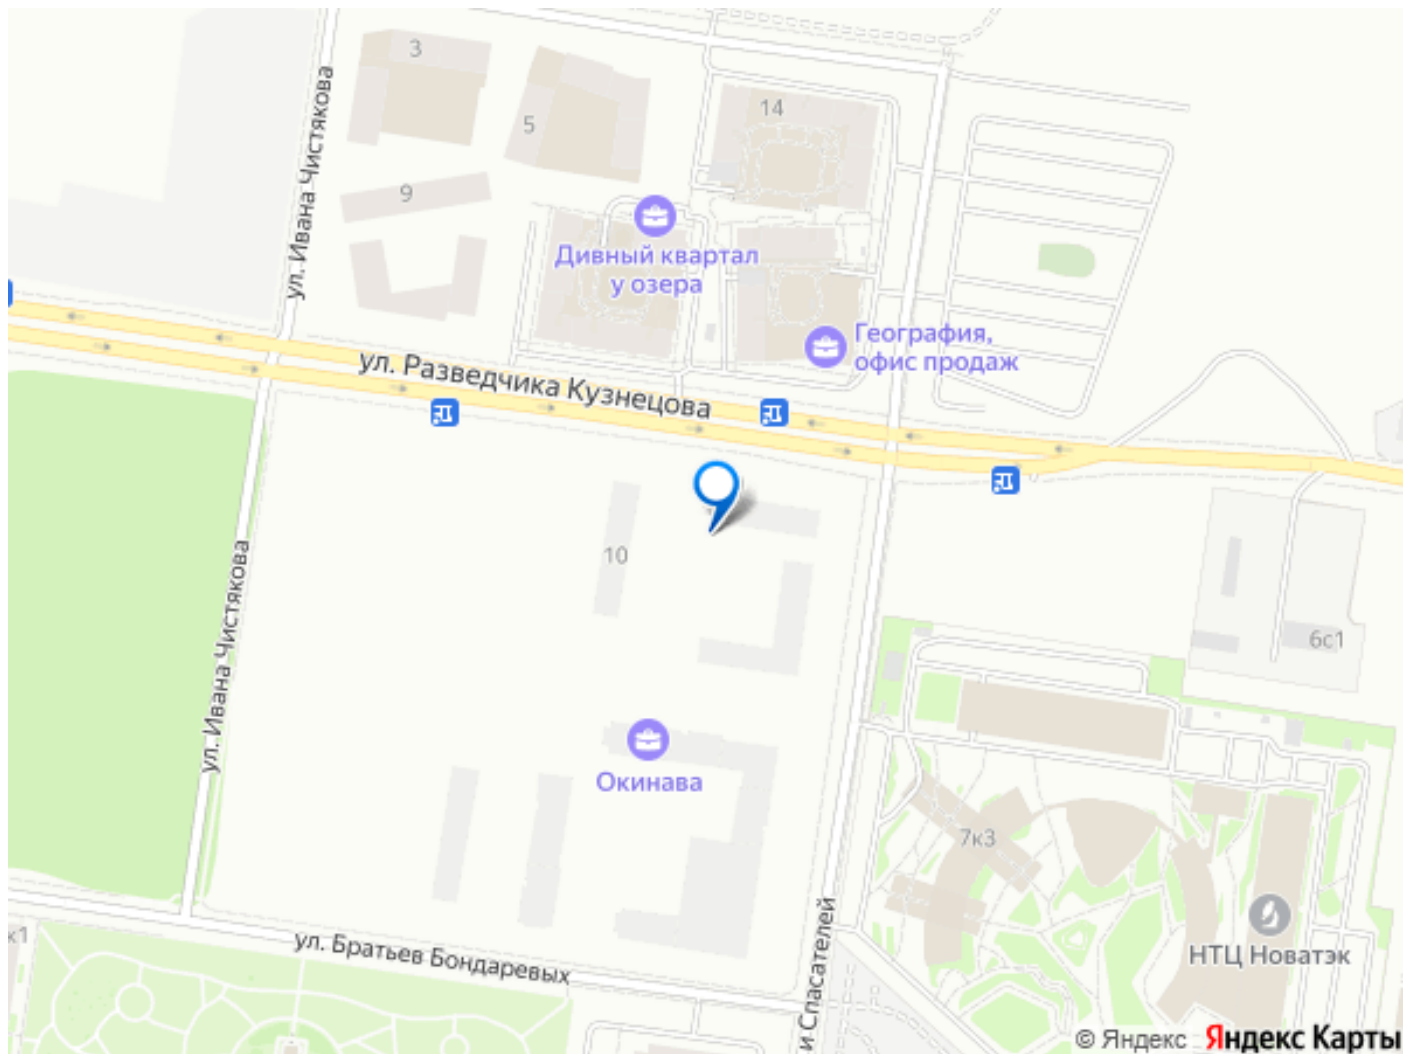 3
5
14
9
ул. Ивана Чистякова
Дивный квартал
у озера
География,
офис продаж
ул. Разведчика Кузнецова
10
ул. Ивана Чистякова
6с1
Окинава
7к3
к1
ул. Братьев Бондаревых
и Спасателей
НТЦ Новатэк
© Яндекс Яндекс Карты